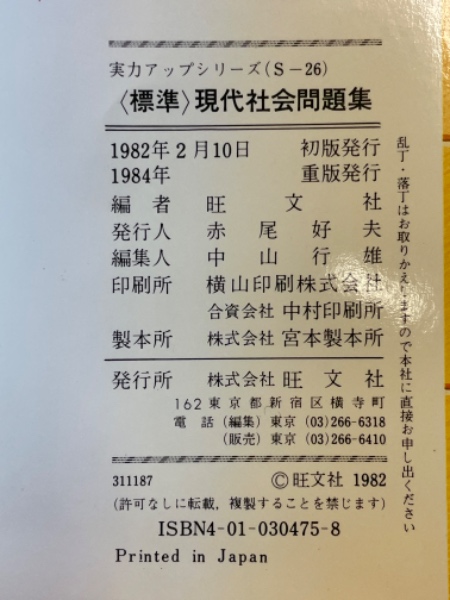 実力アップシリーズ(S−26)
〈標準〉現代社会問題集
1982年2月10日 初版発行
1984年 重版発行
編者 旺文社
発行人 赤尾好夫
編集人 中山行雄
印刷所 横山印刷株式会社
合資会社 中村印刷所
製本所 株式会社 宮本製本所
発行所 株式会社 旺文社
162 東京都新宿区横寺町
電話 (編集) 東京 (03)266-6318
(販売) 東京 (03)266-6410
311187 ©旺文社 1982
(許可なしに転載, 複製することを禁じます)
ISBN4-01-030475-8
Printed in Japan
乱丁・落丁はお取りかえしますので本社に直接お申し出ください